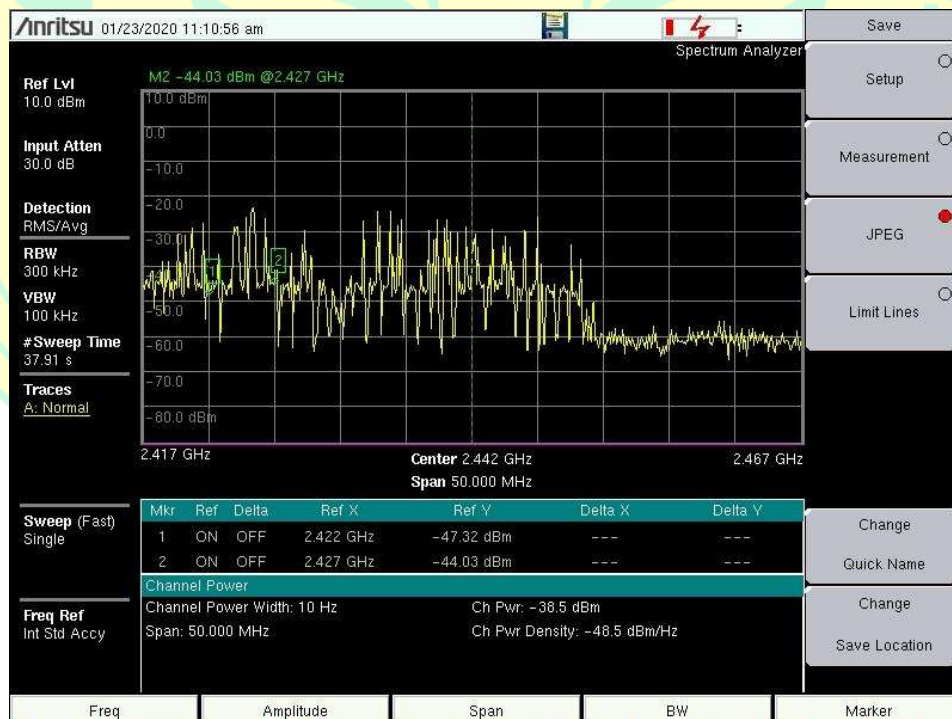 Anritsu 01/23/2020 11:10:56 am
Spectrum Analyzer
M2 -44.03 dBm @2.427 GHz
Ref Lvl
10.0 dBm
Input Atten
30.0 dB
Detection
RMS/Avg
RBW
300 kHz
VBW
100 kHz
#Sweep Time
37.91 s
Traces
A: Normal
Sweep (Fast)
Single
Freq Ref
Int Std Accy
10.0 dBm
0.0
-10.0
-20.0
-30.0
-50.0
-60.0
-70.0
-80.0 dBm
1
2
2.417 GHz
Center 2.442 GHz
2.467 GHz
Span 50.000 MHz
Mkr Ref Delta Ref X Ref Y Delta X Delta Y
1 ON OFF 2.422 GHz -47.32 dBm --- ---
2 ON OFF 2.427 GHz -44.03 dBm --- ---
Channel Power
Channel Power Width: 10 Hz Ch Pwr: -38.5 dBm
Span: 50.000 MHz Ch Pwr Density: -48.5 dBm/Hz
Save
Setup
Measurement
JPEG
Limit Lines
Change
Quick Name
Change
Save Location
Freq Amplitude Span BW Marker